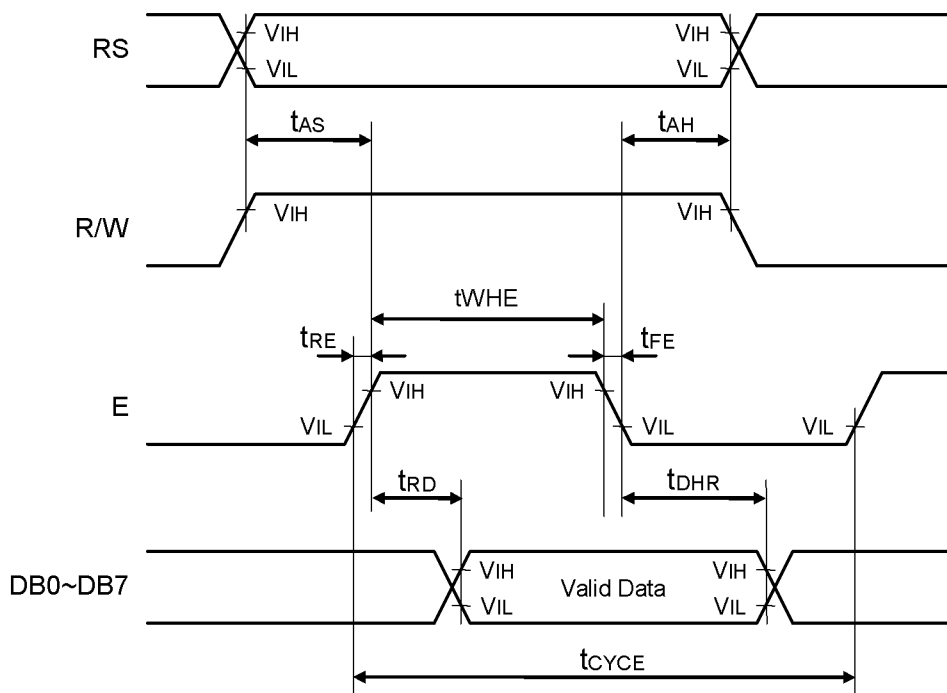 RS
VIH
VIH
VIL
VIL
tAS
tAH
R/W
VIH
VIH
tWHE
tRE
tFE
E
VIH
VIH
VIL
VIL
VIL
tRD
tDHR
DB0~DB7
VIH
Valid Data
VIH
VIL
VIL
tCYCE